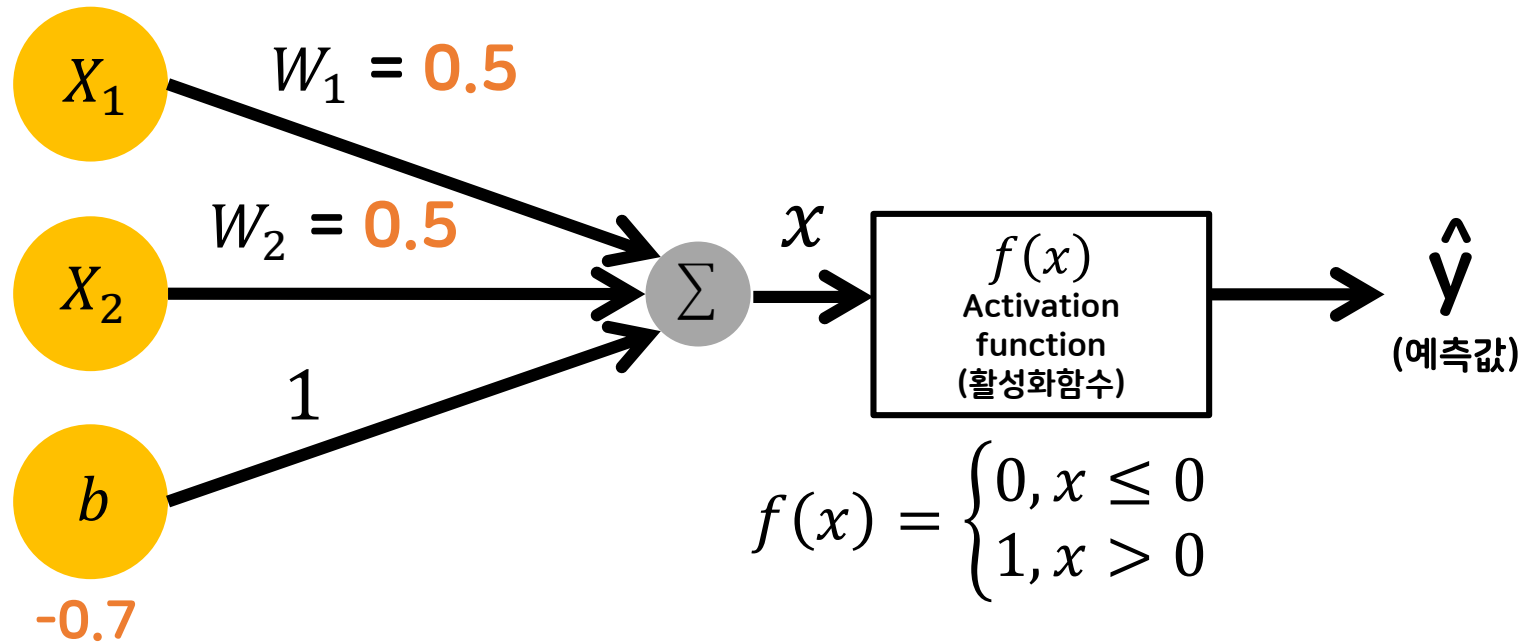 X₁
W₁ = 0.5
X₂
W₂ = 0.5
b
-0.7
1
∑
x
f(x)
Activation
function
(활성화함수)
f(x) = {0, x ≤ 0
1, x > 0
ŷ
(예측값)